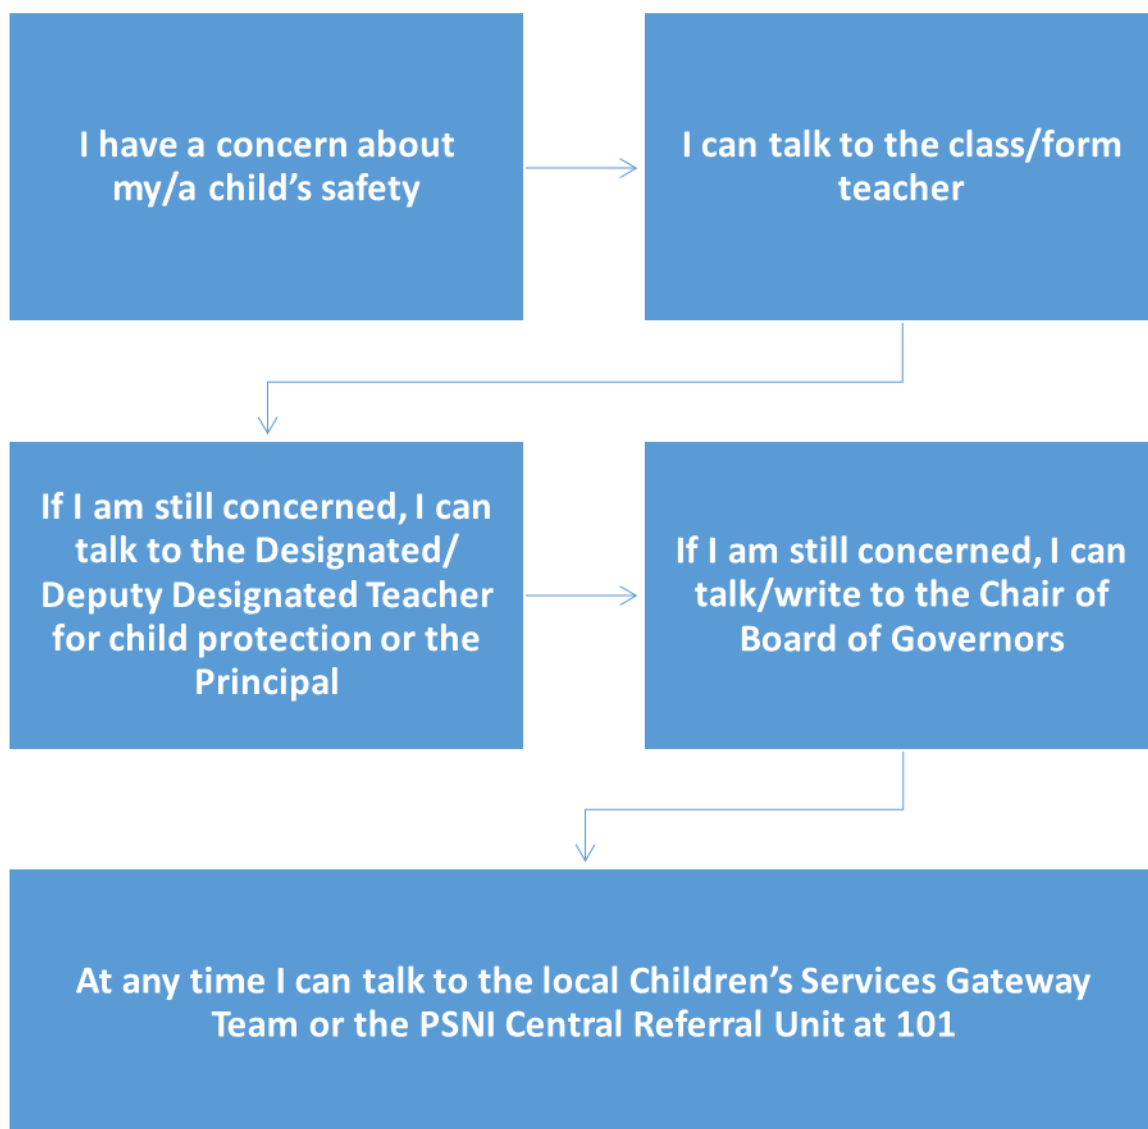 I have a concern about
my/a child’s safety
I can talk to the class/form
teacher
If I am still concerned, I can
talk to the Designated/
Deputy Designated Teacher
for child protection or the
Principal
If I am still concerned, I can
talk/write to the Chair of
Board of Governors
At any time I can talk to the local Children’s Services Gateway
Team or the PSNI Central Referral Unit at 101